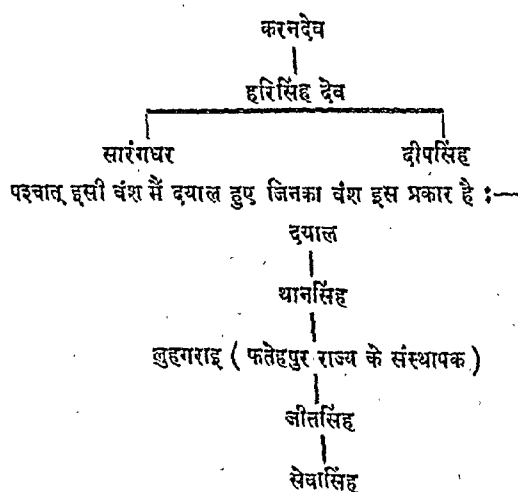 करनदेव
हरिसिंह देव
सारंगधर दीपसिंह
पश्चात् इसी वंश मैं दयाल हुए जिनका वंश इस प्रकार है :—
दयाल
थानसिंह
लुहगराइ ( फतेहपुर राज्य के संस्थापक )
जीतसिंह
सेवासिंह